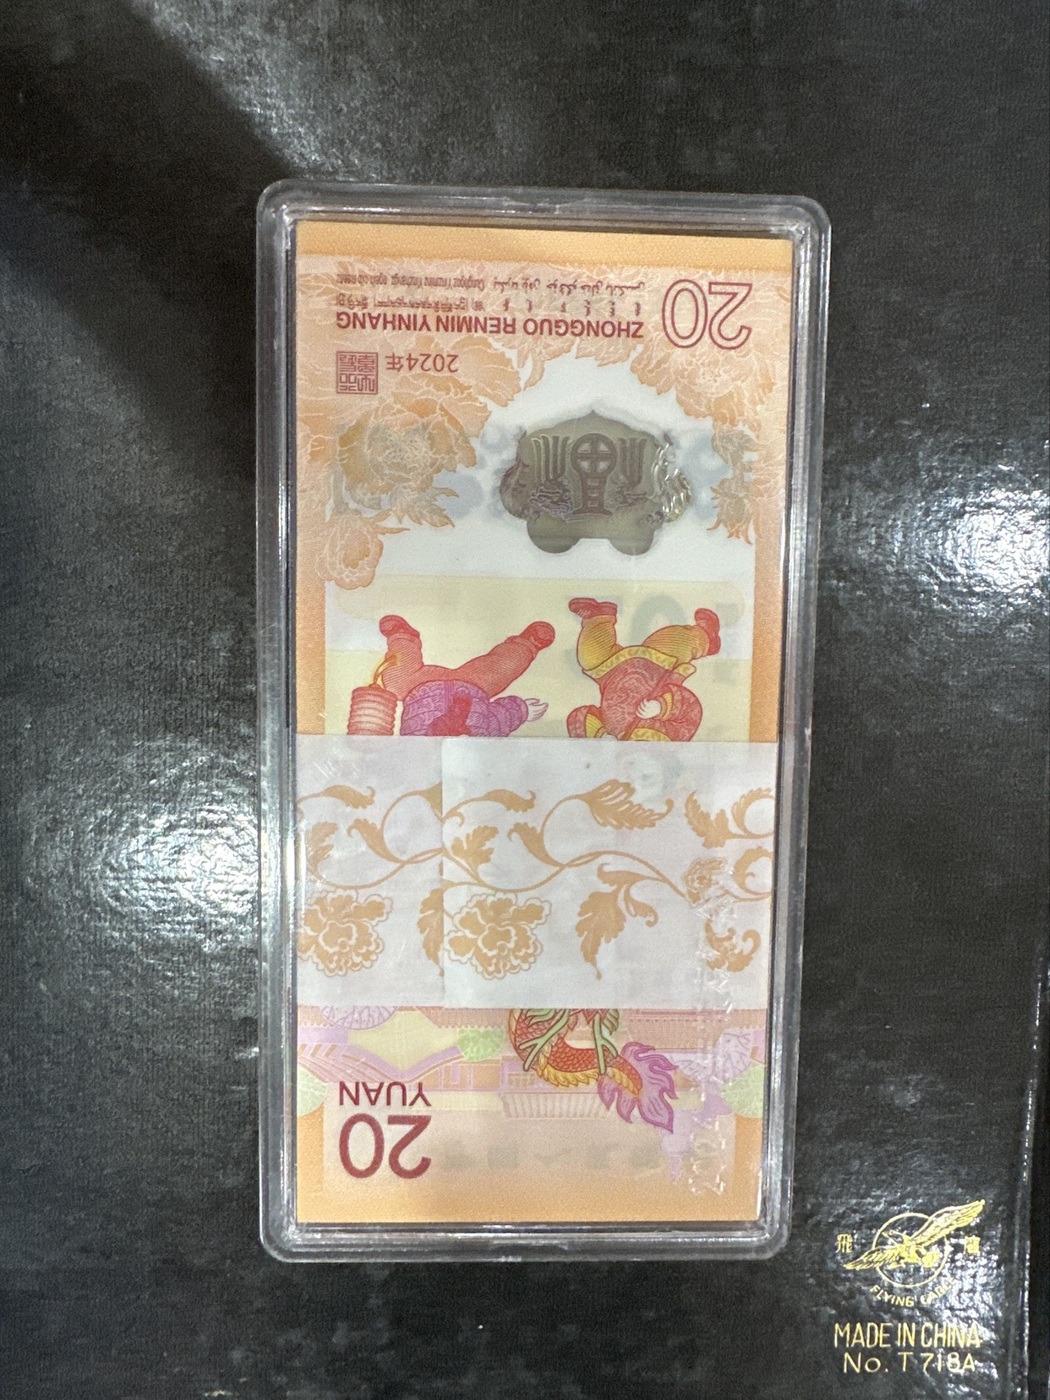 20
YUAN
2024年
ZHONGGUO RENMIN YINHANG
20
飛鷹
FLYING EAGLE
MADE IN CHINA
No. T 718A